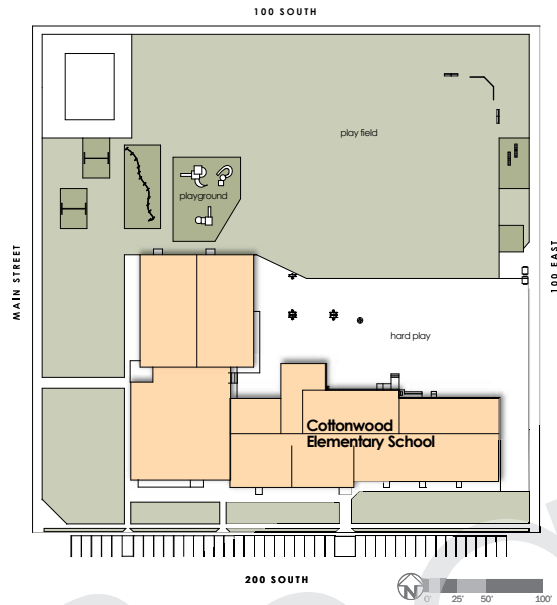 100 SOUTH
play field
playground
MAIN STREET
100 EAST
hard play
Cottonwood
Elementary School
200 SOUTH
N
0' 25' 50' 100'